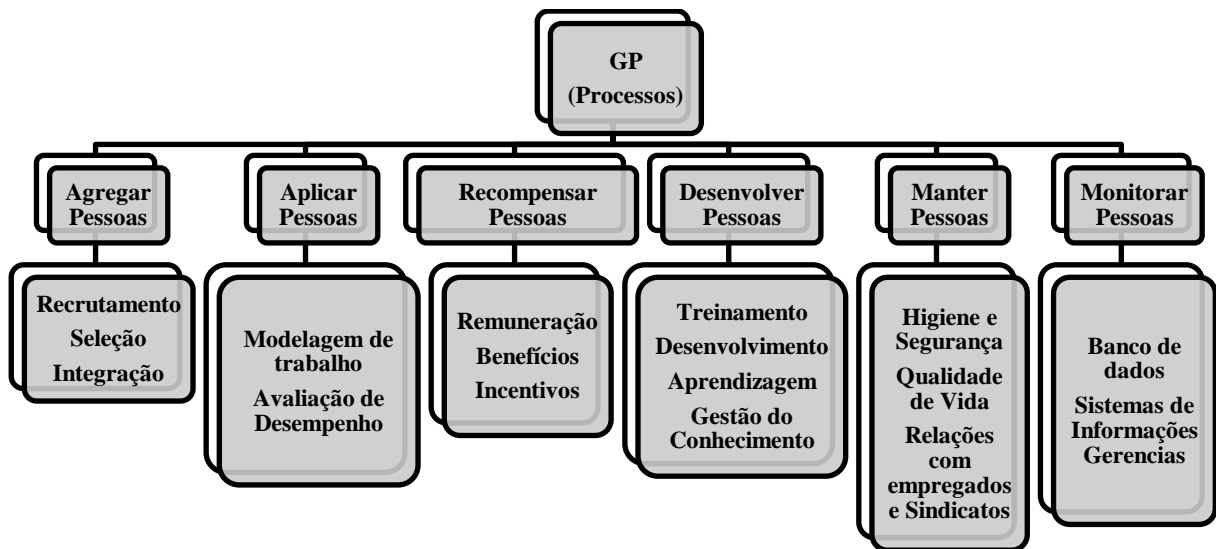 GP
(Processos)
Agregar
Pessoas
Aplicar
Pessoas
Recompensar
Pessoas
Desenvolver
Pessoas
Manter
Pessoas
Monitorar
Pessoas
Recrutamento
Seleção
Integração
Modelagem de
trabalho
Avaliação de
Desempenho
Remuneração
Benefícios
Incentivos
Treinamento
Desenvolvimento
Aprendizagem
Gestão do
Conhecimento
Higiene e
Segurança
Qualidade
de Vida
Relações
com
empregados
e Sindicatos
Banco de
dados
Sistemas de
Informações
Gerencias